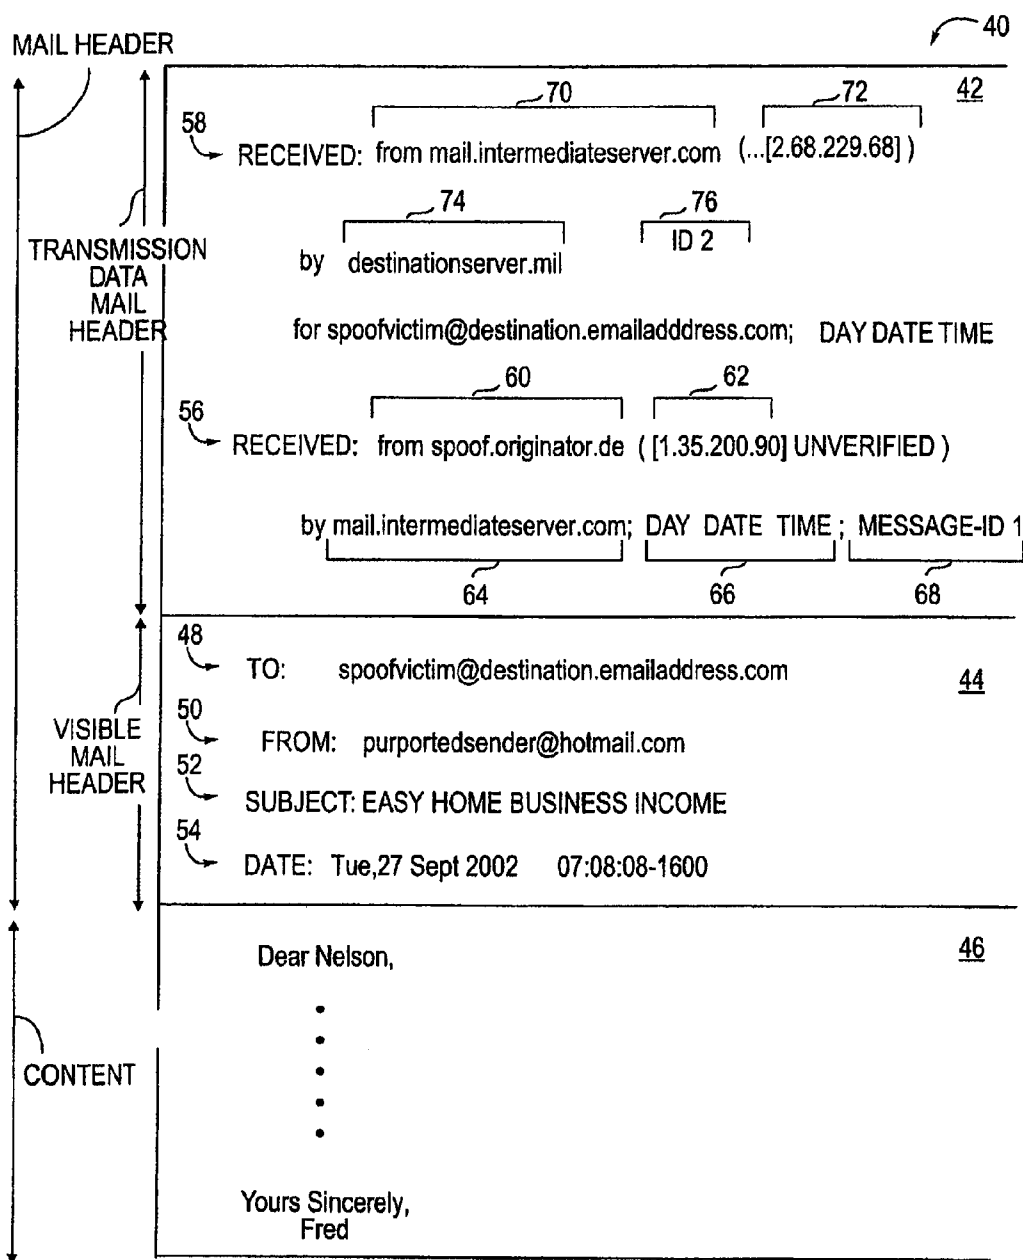 40
MAIL HEADER
42
70
72
58
RECEIVED: from mail.intermediateserver.com (...[2.68.229.68] )
74
76
by destinationserver.mil ID 2
TRANSMISSION
DATA
MAIL
HEADER
for spoofvictim@destination.emailadddress.com; DAY DATE TIME
60
62
56
RECEIVED: from spoof.originator.de ( [1.35.200.90] UNVERIFIED )
by mail.intermediateserver.com; DAY DATE TIME ; MESSAGE-ID 1
64
66
68
48
TO: spoofvictim@destination.emailaddress.com
44
50
FROM: purportedsender@hotmail.com
VISIBLE
MAIL
HEADER
52
SUBJECT: EASY HOME BUSINESS INCOME
54
DATE: Tue,27 Sept 2002 07:08:08-1600
46
Dear Nelson,
CONTENT
Yours Sincerely,
Fred